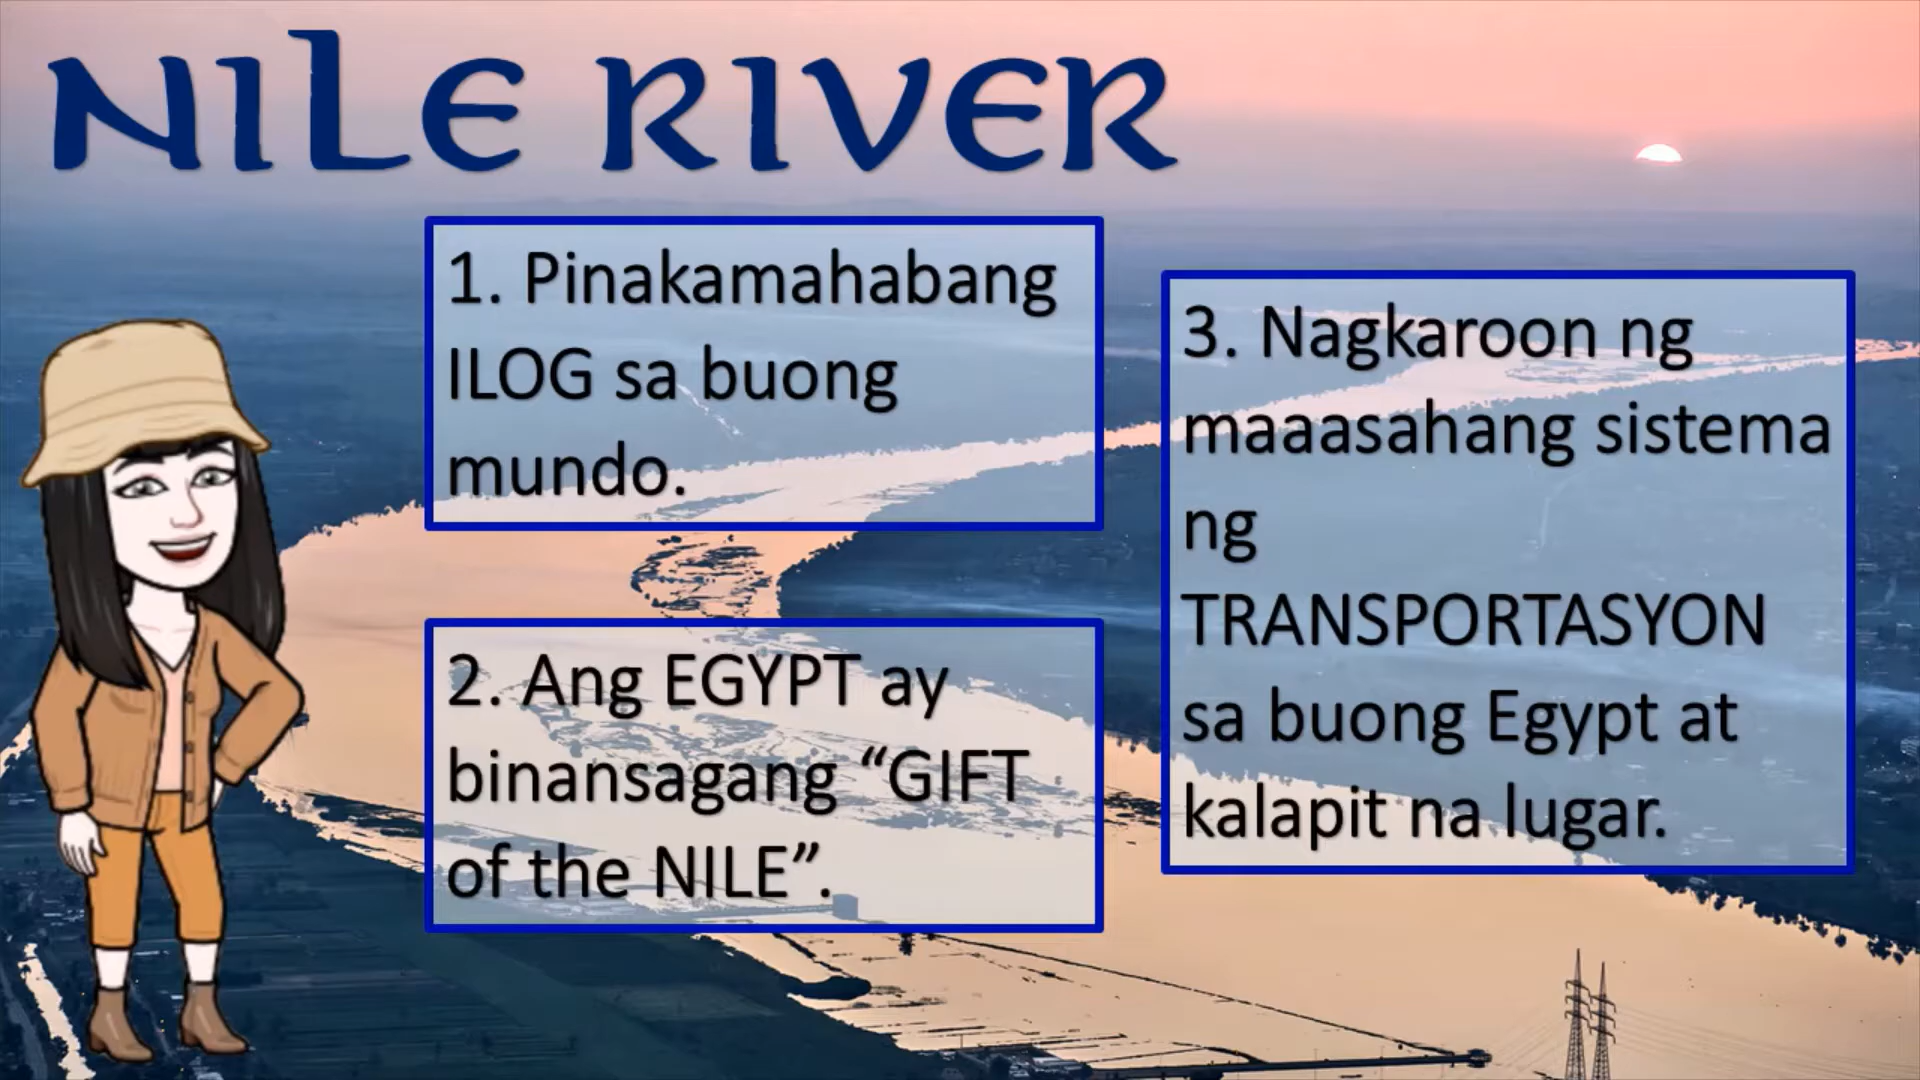 NILE RIVER
1. Pinakamahabang
ILOG sa buong
mundo.
2. Ang EGYPT ay
binansagang “GIFT
of the NILE”.
3. Nagkaroon ng
maaasahang sistema
ng
TRANSPORTASYON
sa buong Egypt at
kalapit na lugar.